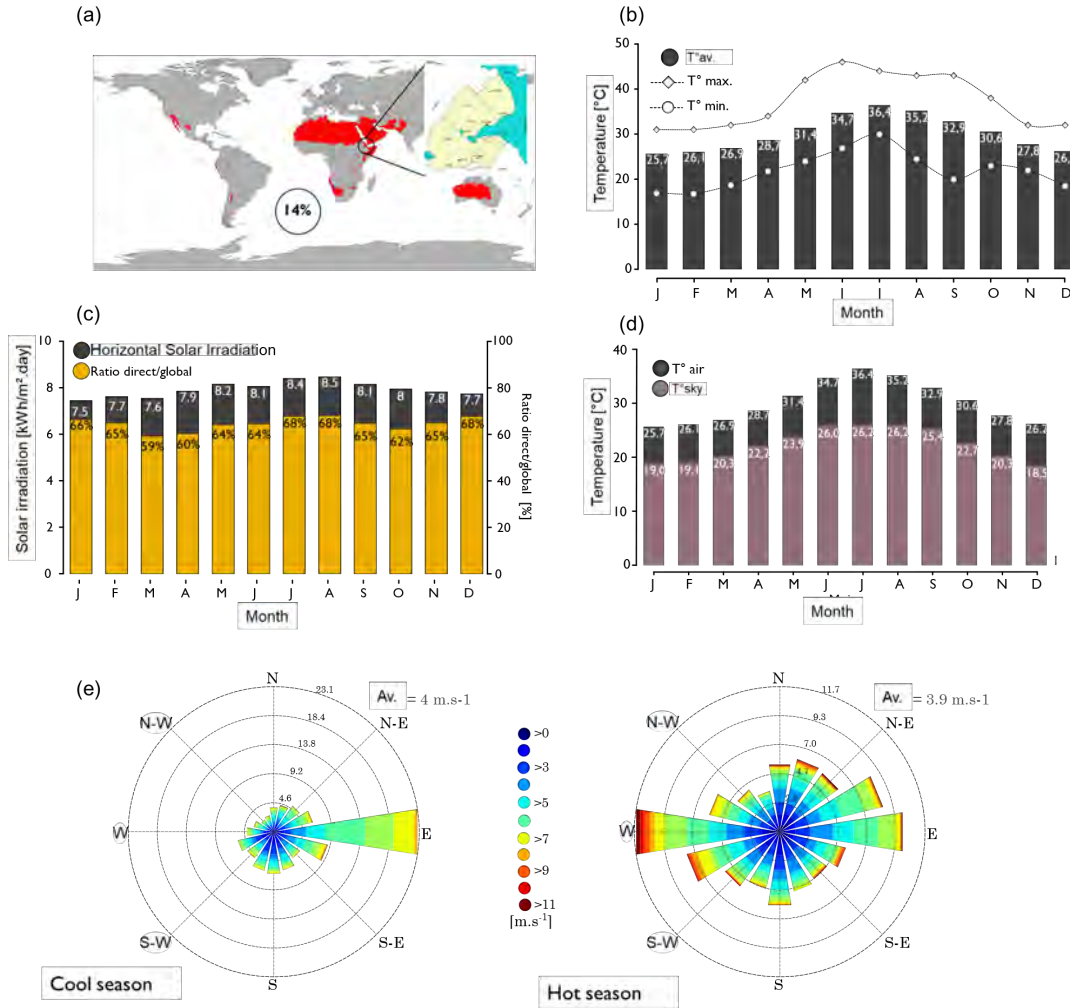 (a)
14%
(b)
50
40
30
20
10
0
Temperature [°C]
T°av.
T° max.
T° min.
25,7
26,1
26,9
28,7
31,4
34,7
36,4
35,2
32,9
30,6
27,8
26,
J F M A M J J A S O N D
Month
(c)
10
8
6
4
2
0
Solar irradiation [kWh/m².day]
Horizontal Solar Irradiation
Ratio direct/global
100
80
60
40
20
0
Ratio direct/global [%]
7.5 7.7 7.6 7.9 8.2 8.1 8.4 8.5 8.1 8 7.8 7.7
66% 65% 59% 60% 64% 64% 68% 68% 65% 62% 65% 68%
J F M A M J J A S O N D
Month
(d)
40
30
20
10
0
Temperature [°C]
T° air
T°sky
25,7 26,1 26,9 28,7 31,4 34,7 36,4 35,2 32,9 30,6 27,8 26,2
19,0 19,1 20,3 22,2 23,9 26,0 26,2 26,2 25,4 22,7 20,3 18,5
J F M A M J J A S O N D
Month
(e)
N
N-E
E
S-E
S
S-W
W
N-W
23.1
18.4
13.8
9.2
4.6
Av. = 4 m.s-1
Cool season
>0
>3
>5
>7
>9
>11
[m.s⁻¹]
N
N-E
E
S-E
S
S-W
W
N-W
11.7
9.3
7.0
Av. = 3.9 m.s-1
Hot season